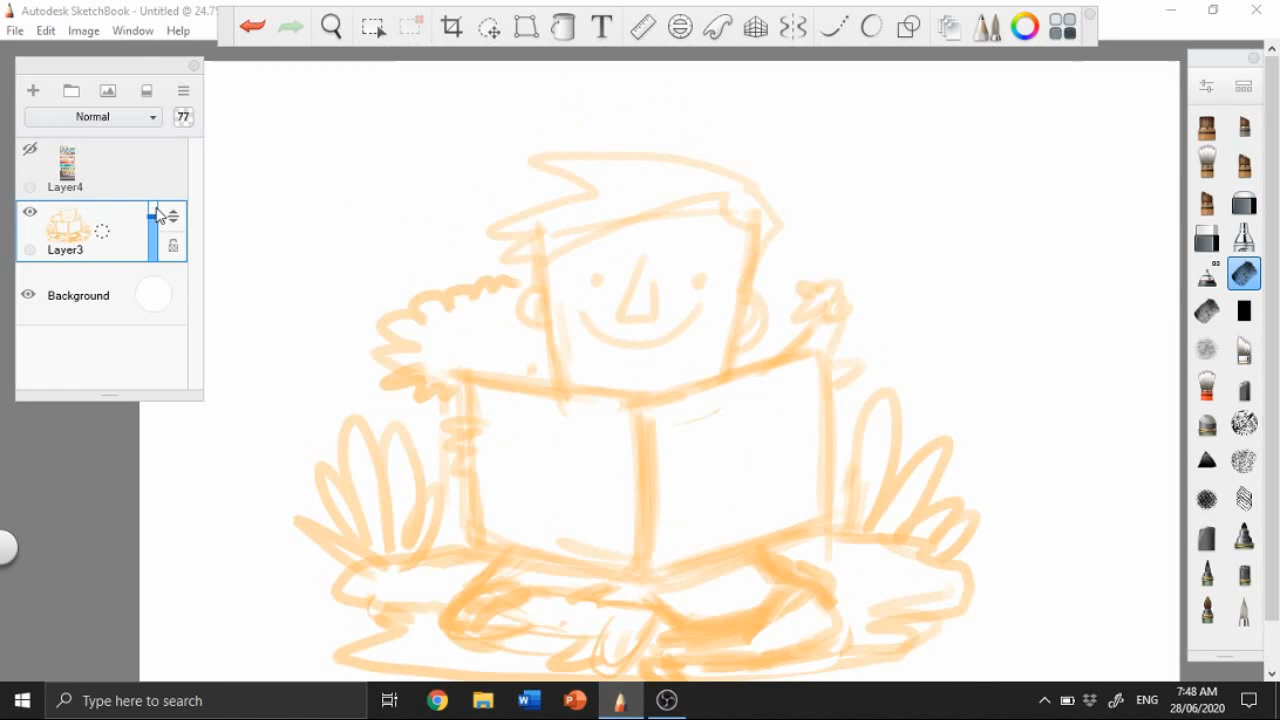 Autodesk SketchBook - Untitled @ 24.7
File Edit Image Window Help
T
Normal 77
Layer4
Layer3
Background
Type here to search
ENG
7:48 AM
28/06/2020